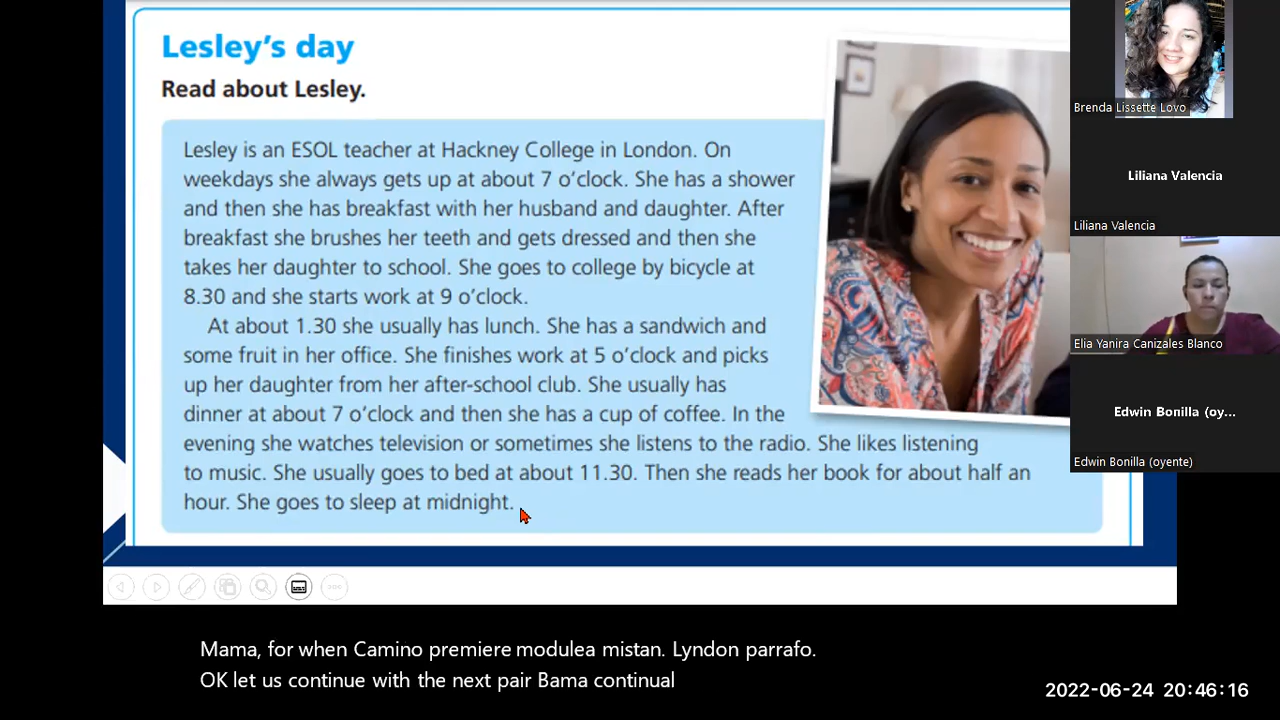 Lesley's day
Read about Lesley.
Lesley is an ESOL teacher at Hackney College in London. On
weekdays she always gets up at about 7 o'clock. She has a shower
and then she has breakfast with her husband and daughter. After
breakfast she brushes her teeth and gets dressed and then she
takes her daughter to school. She goes to college by bicycle at
8.30 and she starts work at 9 o'clock.
At about 1.30 she usually has lunch. She has a sandwich and
some fruit in her office. She finishes work at 5 o'clock and picks
up her daughter from her after-school club. She usually has
dinner at about 7 o'clock and then she has a cup of coffee. In the
evening she watches television or sometimes she listens to the radio. She likes listening
to music. She usually goes to bed at about 11.30. Then she reads her book for about half an
hour. She goes to sleep at midnight.
Brenda Lissette Lovo
Liliana Valencia
Liliana Valencia
Elia Yanira Canizales Blanco
Edwin Bonilla (oy...
Edwin Bonilla (oyente)
Mama, for when Camino premiere modulea mistan. Lyndon parrafo.
OK let us continue with the next pair Bama continual
2022-06-24 20:46:16